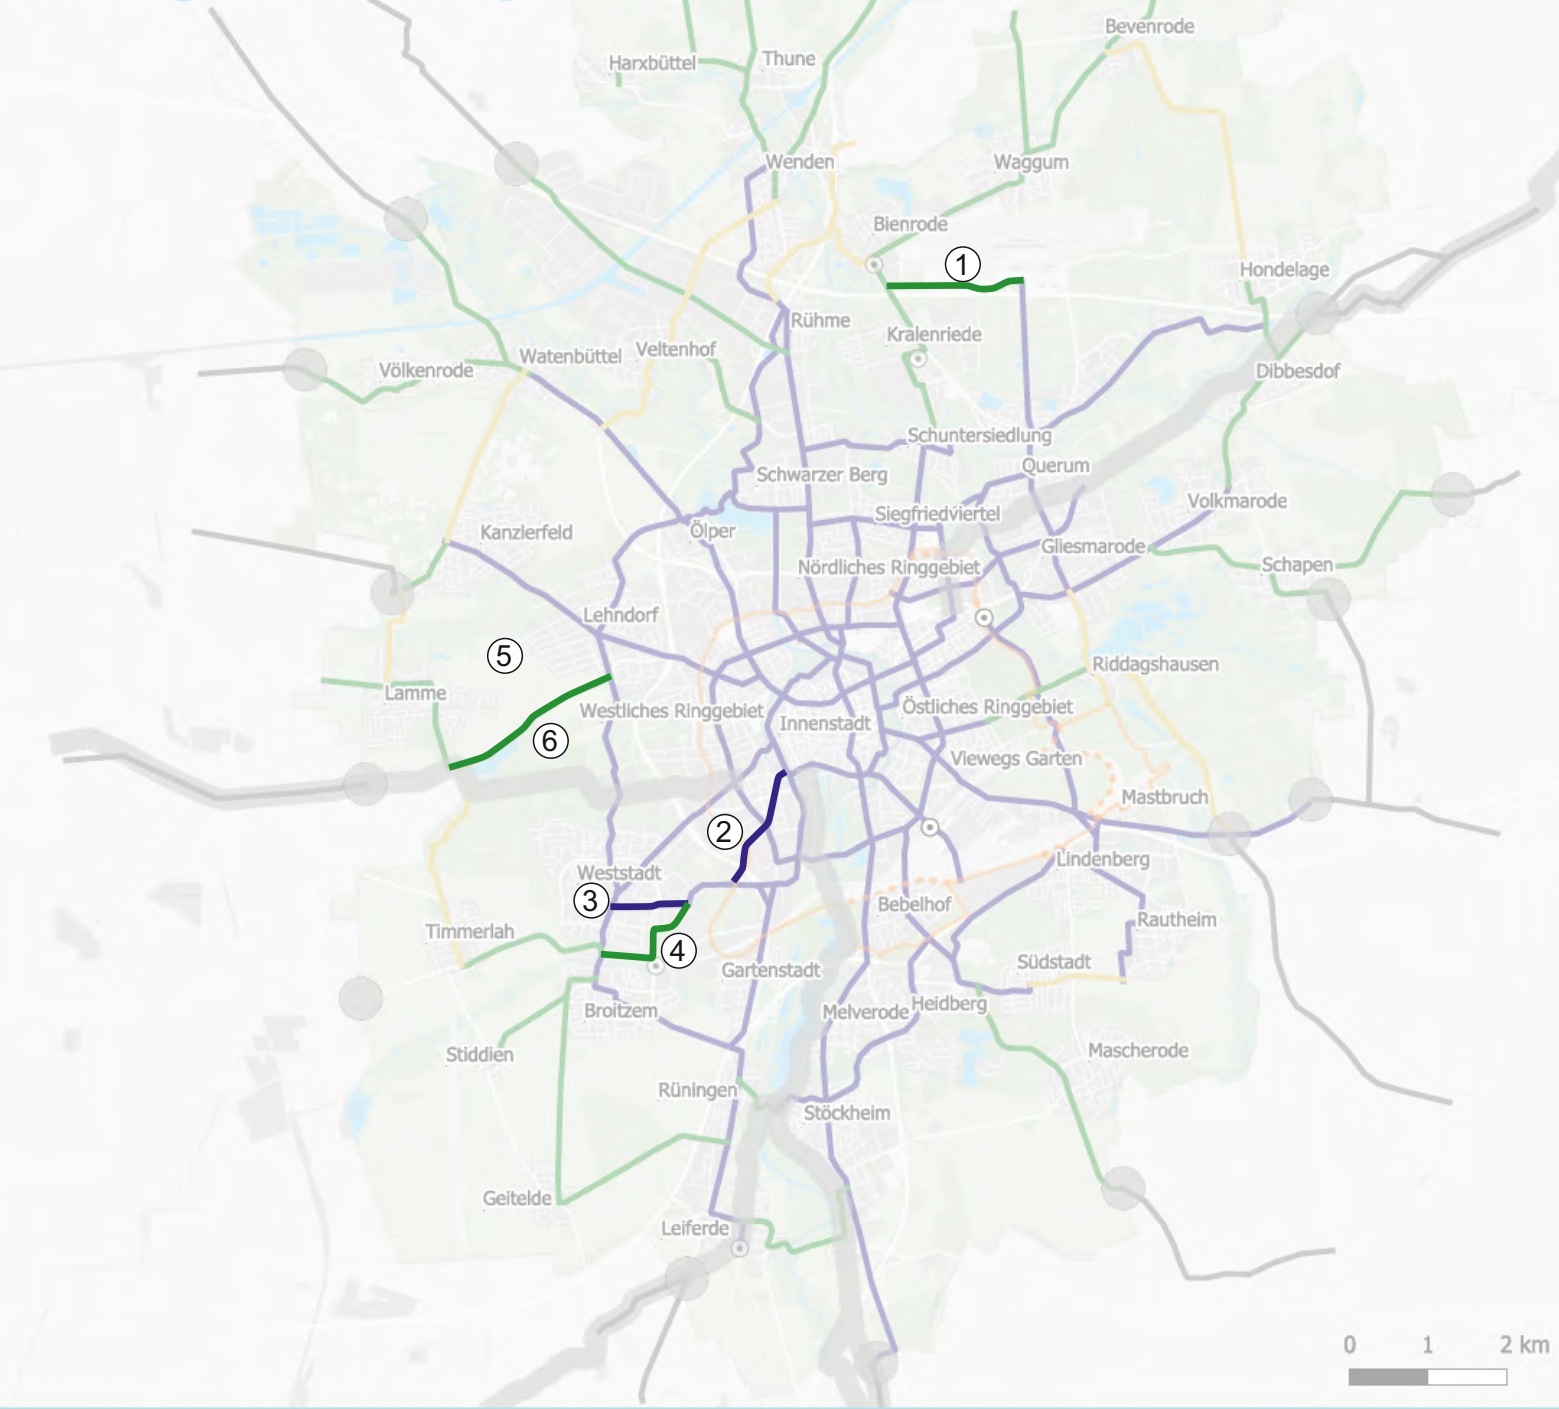 Bevenrode
Harxbüttel
Thune
Wenden
Waggum
Bienrode
①
Hondelage
Rühme
Kralenriede
Veltenhof
Watenbüttel
Völkenrode
Dibbesdof
Schuntersiedlung
Querum
Schwarzer Berg
Volkmarode
Siegfriedviertel
Kanzlerfeld
Ölper
Gliesmarode
Nördliches Ringgebiet
Schapen
Lehndorf
⑤
Riddagshausen
Lamme
Westliches Ringgebiet
Östliches Ringgebiet
Innenstadt
⑥
Viewegs Garten
Mastbruch
②
Lindenberg
Weststadt
③
Bebelhof
Rautheim
Timmerlah
④
Südstadt
Gartenstadt
Broitzem
Melverode
Heidberg
Stiddien
Mascherode
Rüningen
Stöckheim
Geitelde
Leiferde
0 1 2 km